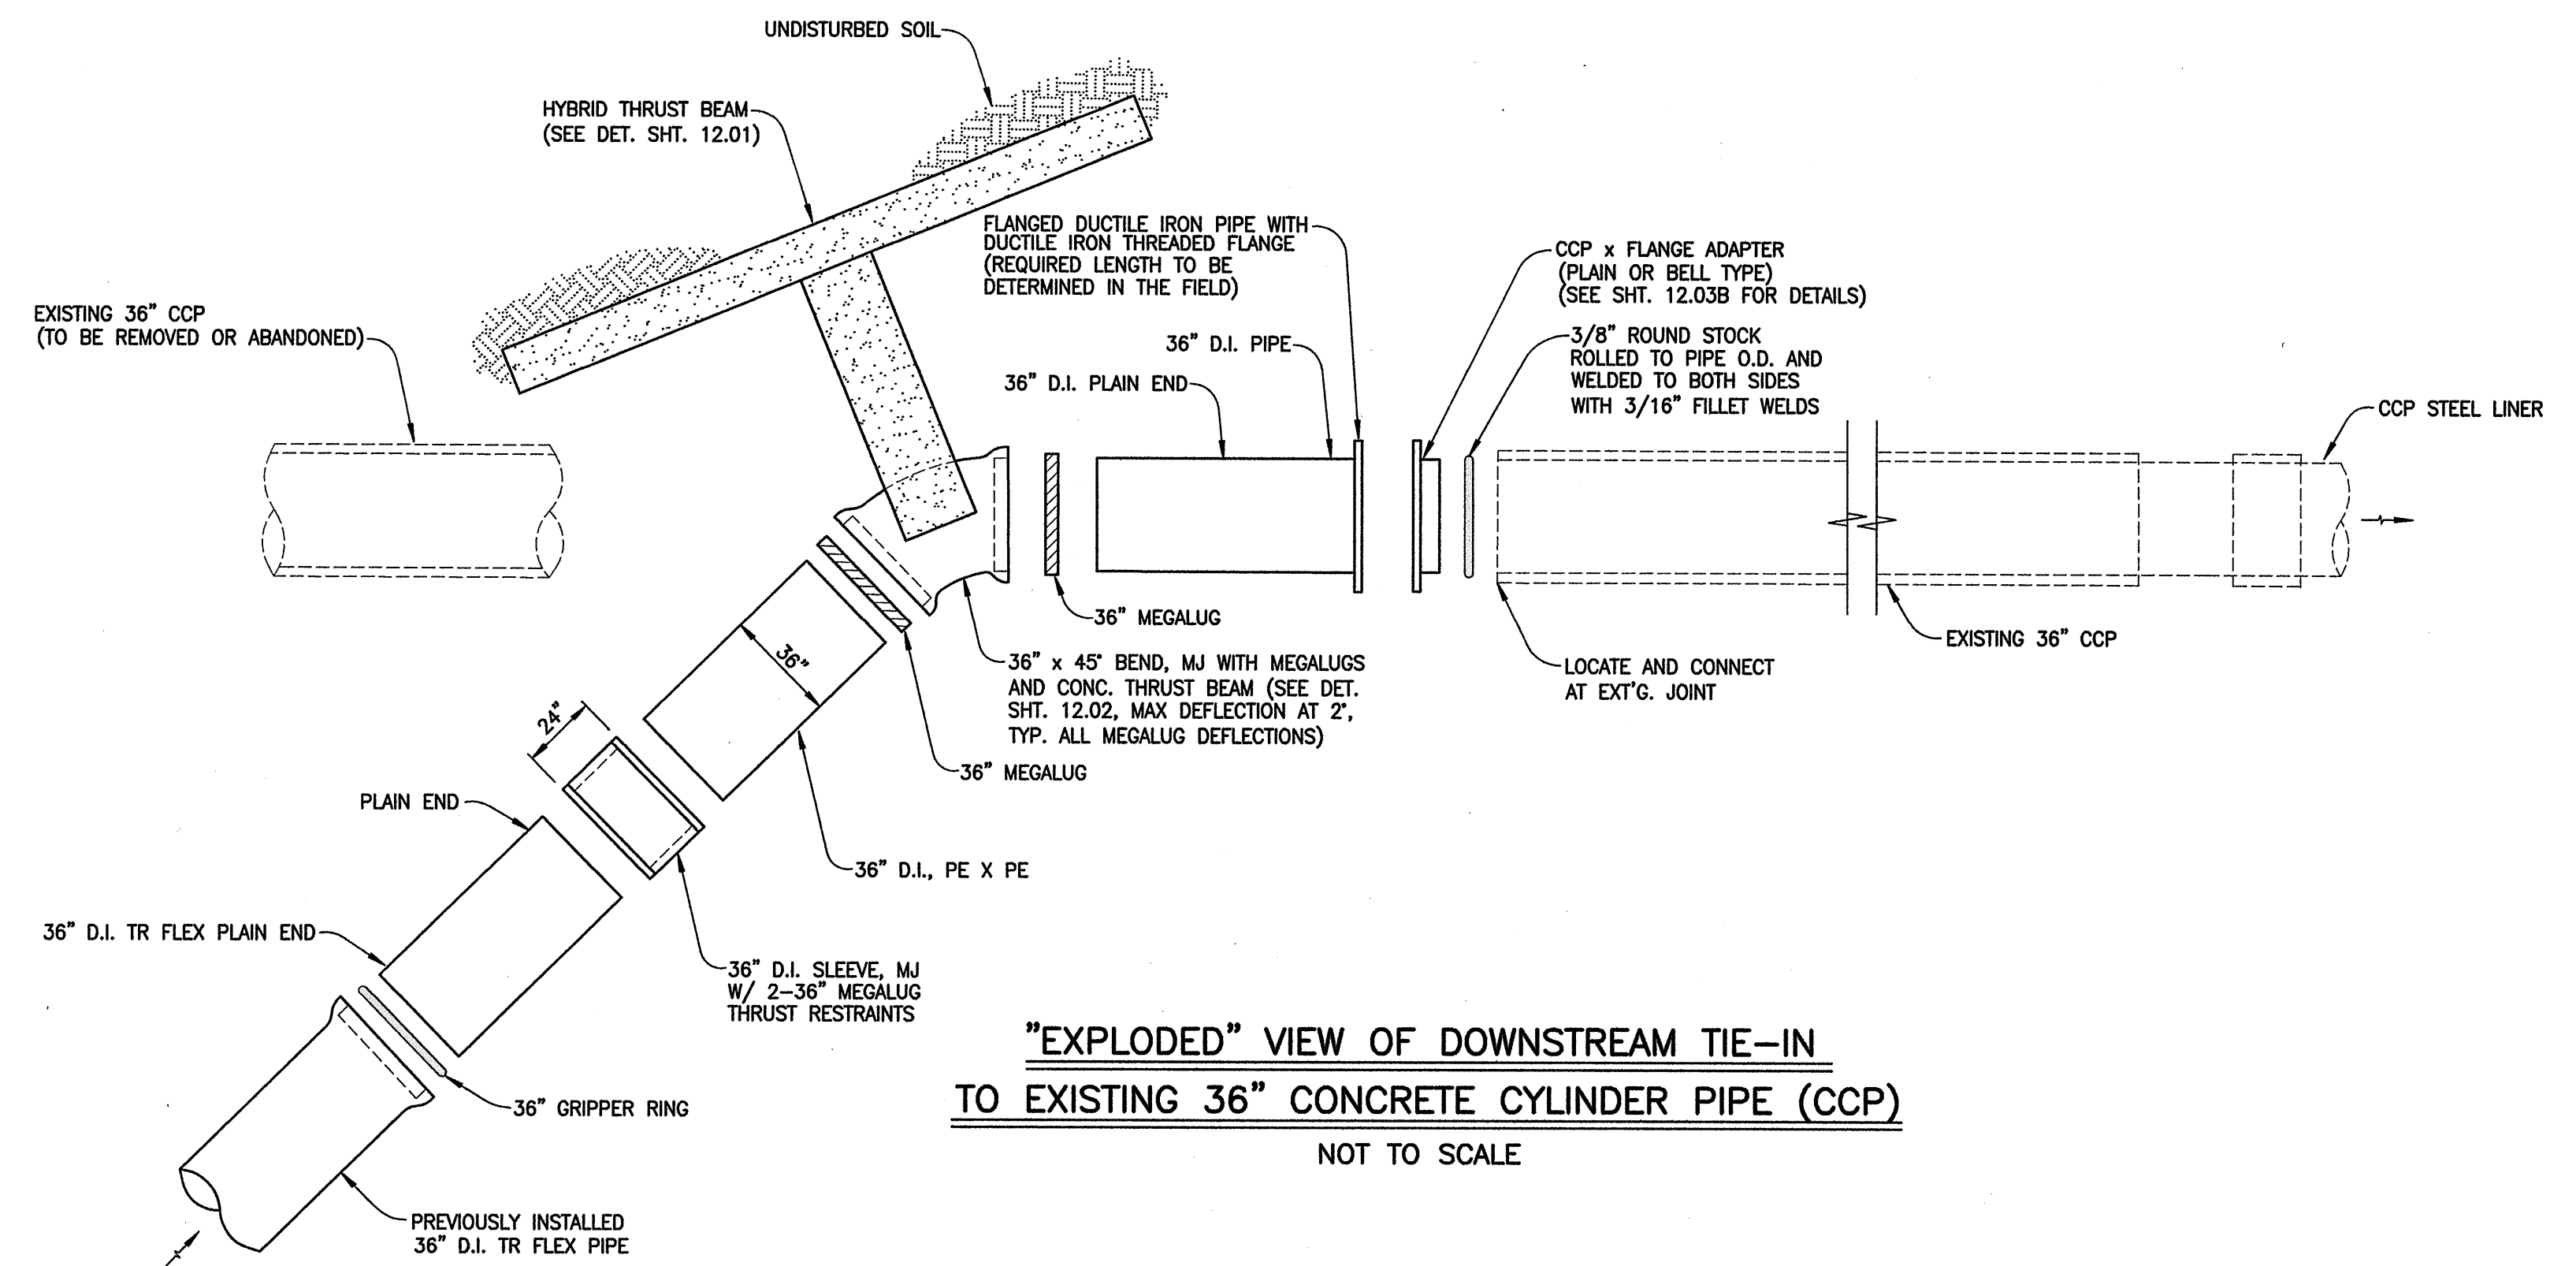 UNDISTURBED SOIL
HYBRID THRUST BEAM
(SEE DET. SHT. 12.01)
FLANGED DUCTILE IRON PIPE WITH
DUCTILE IRON THREADED FLANGE
(REQUIRED LENGTH TO BE
DETERMINED IN THE FIELD)
CCP x FLANGE ADAPTER
(PLAIN OR BELL TYPE)
(SEE SHT. 12.03B FOR DETAILS)
EXISTING 36" CCP
(TO BE REMOVED OR ABANDONED)
3/8" ROUND STOCK
ROLLED TO PIPE O.D. AND
WELDED TO BOTH SIDES
WITH 3/16" FILLET WELDS
36" D.I. PIPE
36" D.I. PLAIN END
CCP STEEL LINER
36" MEGALUG
EXISTING 36" CCP
36" x 45° BEND, MJ WITH MEGALUGS
AND CONC. THRUST BEAM (SEE DET.
SHT. 12.02, MAX DEFLECTION AT 2°,
TYP. ALL MEGALUG DEFLECTIONS)
LOCATE AND CONNECT
AT EXT'G. JOINT
36"
24"
36" MEGALUG
PLAIN END
36" D.I., PE X PE
36" D.I. TR FLEX PLAIN END
36" D.I. SLEEVE, MJ
W/ 2-36" MEGALUG
THRUST RESTRAINTS
36" GRIPPER RING
PREVIOUSLY INSTALLED
36" D.I. TR FLEX PIPE
"EXPLODED" VIEW OF DOWNSTREAM TIE-IN
TO EXISTING 36" CONCRETE CYLINDER PIPE (CCP)
NOT TO SCALE